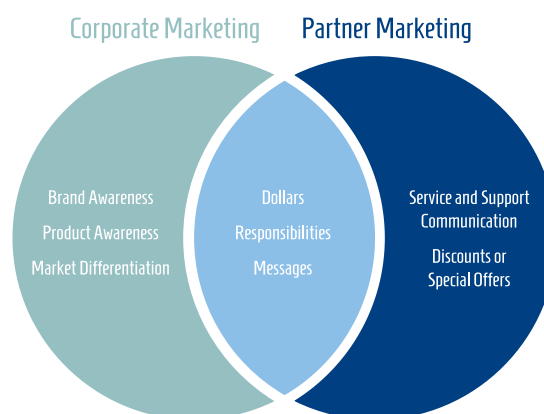 Corporate Marketing
Partner Marketing
Brand Awareness
Product Awareness
Market Differentiation
Dollars
Responsibilities
Messages
Service and Support
Communication
Discounts or
Special Offers